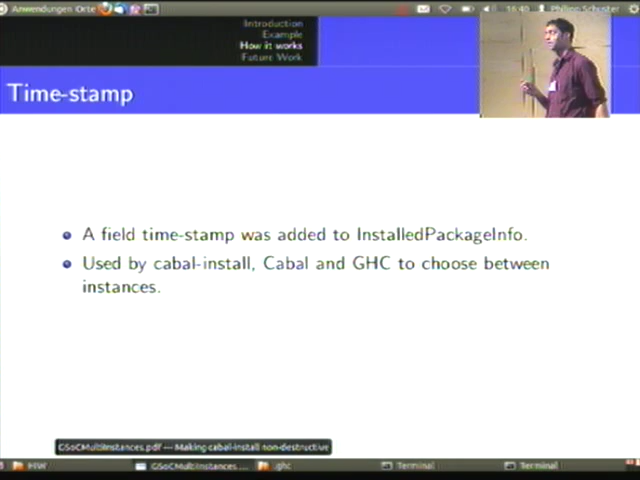 Anwendungen Orte
16:40 Philipp Schuster
Introduction
Example
How it works
Future Work
Time-stamp
A field time-stamp was added to InstalledPackageInfo.
Used by cabal-install, Cabal and GHC to choose between
instances.
GSoCMultiInstances.pdf — Making cabal-install non-destructive
HIW
GSoCMultiInstances....
.ghc
Terminal
Terminal